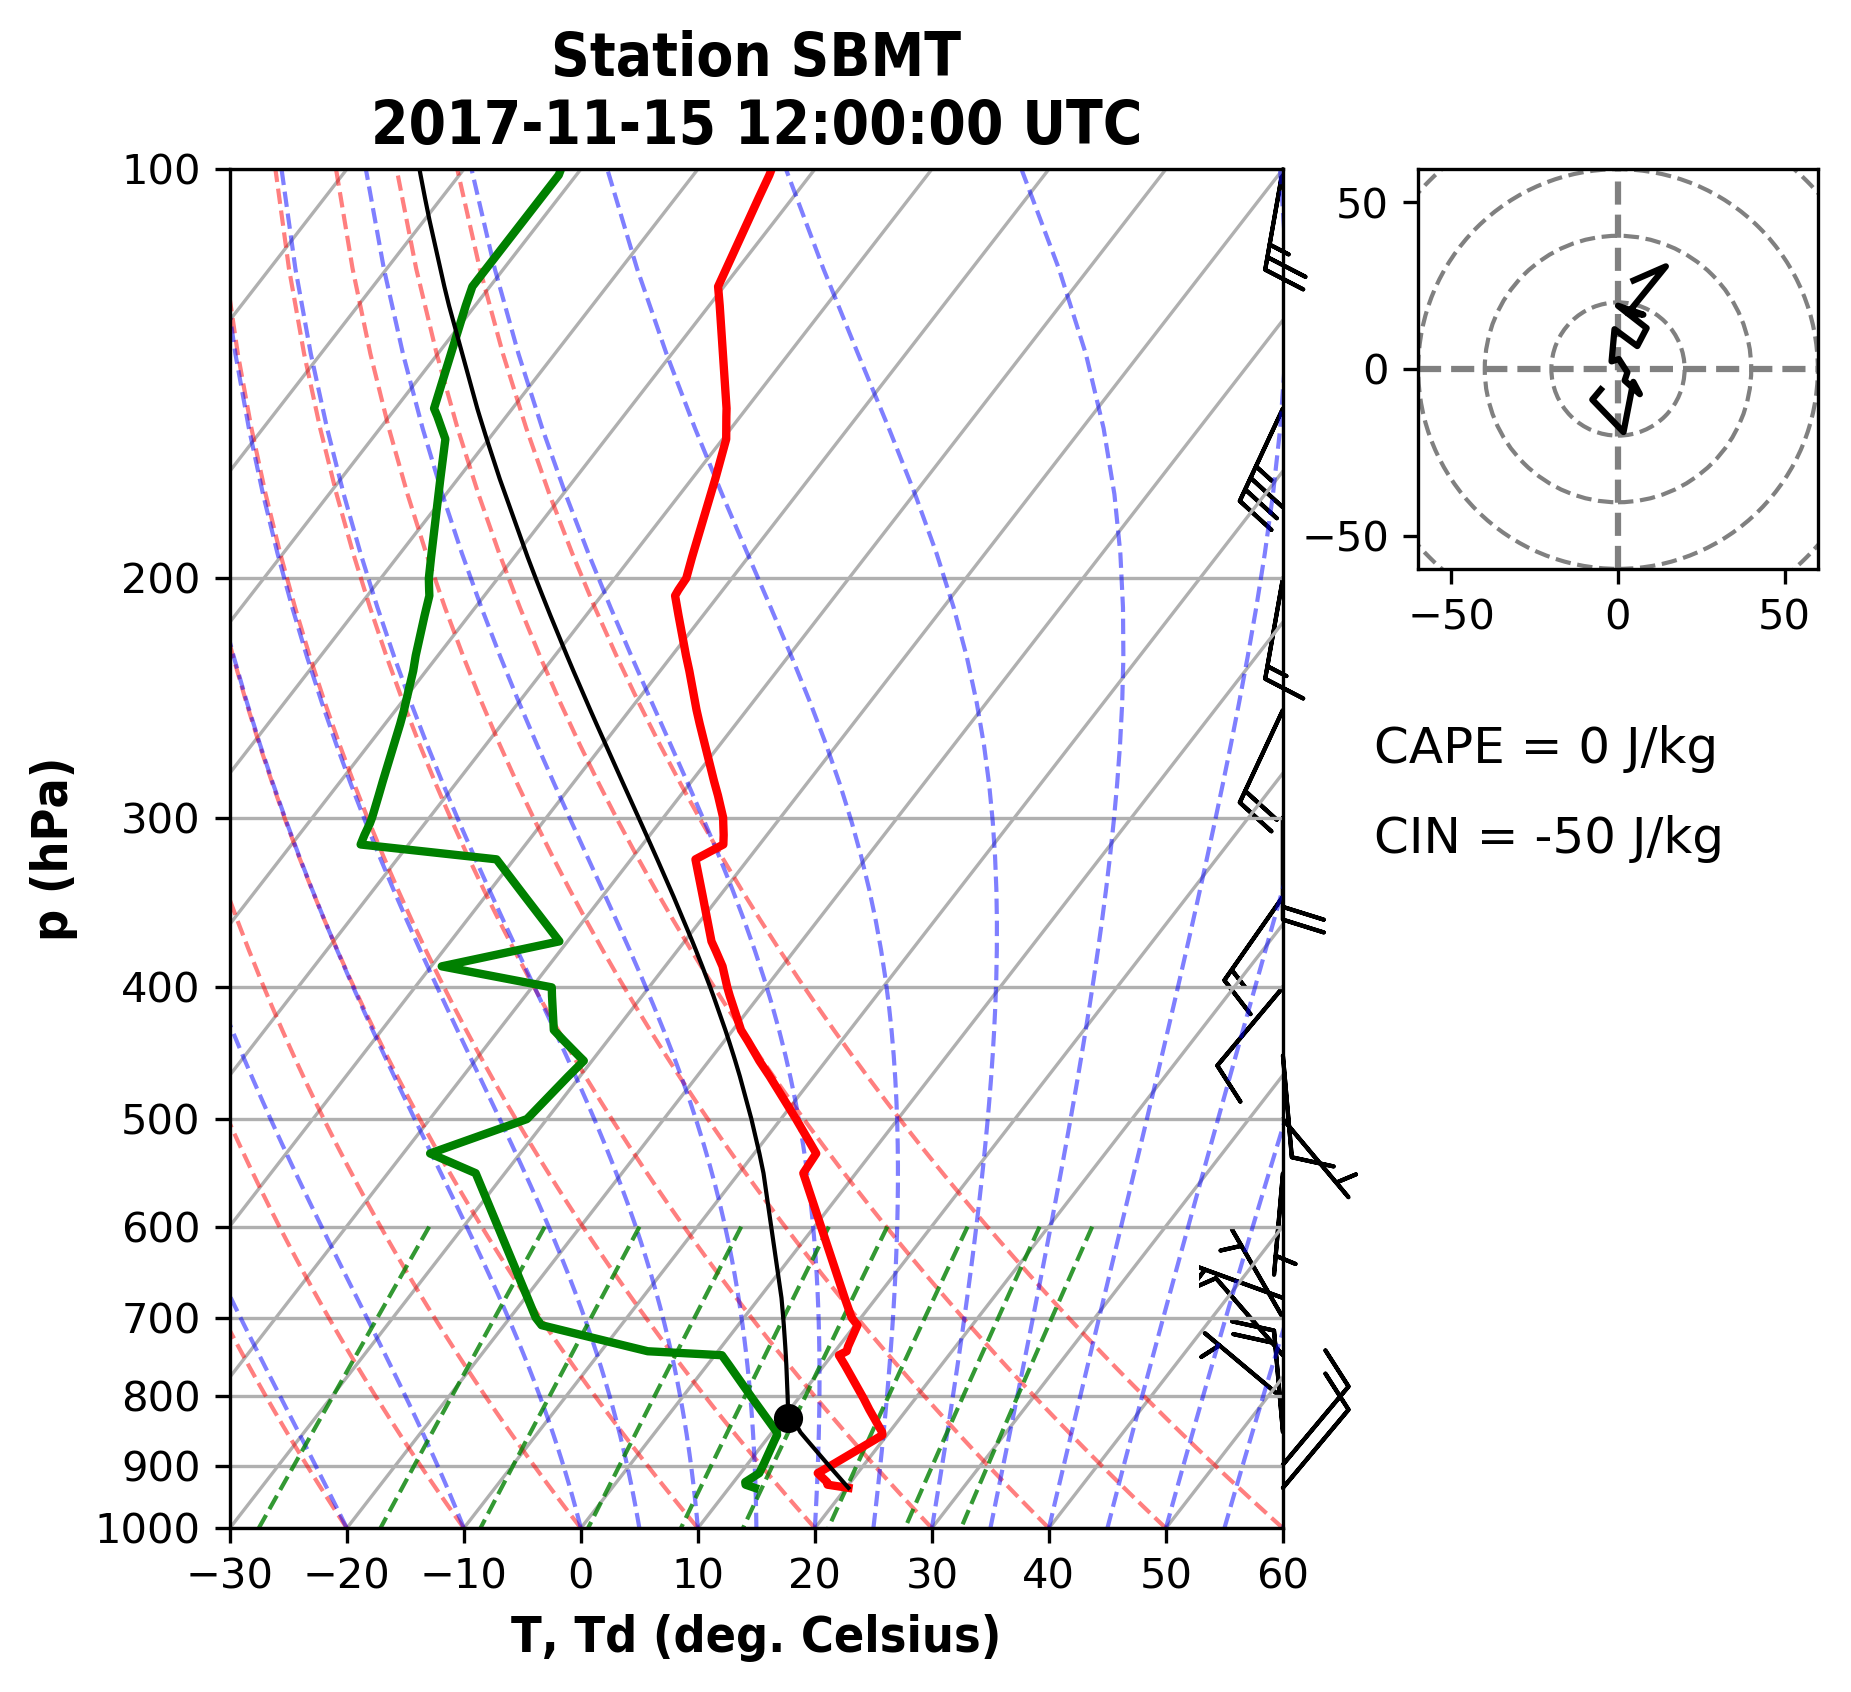 Station SBMT
2017-11-15 12:00:00 UTC
100
200
300
400
500
600
700
800
900
1000
p (hPa)
−30 −20 −10 0 10 20 30 40 50 60
T, Td (deg. Celsius)
50
0
−50
−50 0 50
CAPE = 0 J/kg
CIN = -50 J/kg